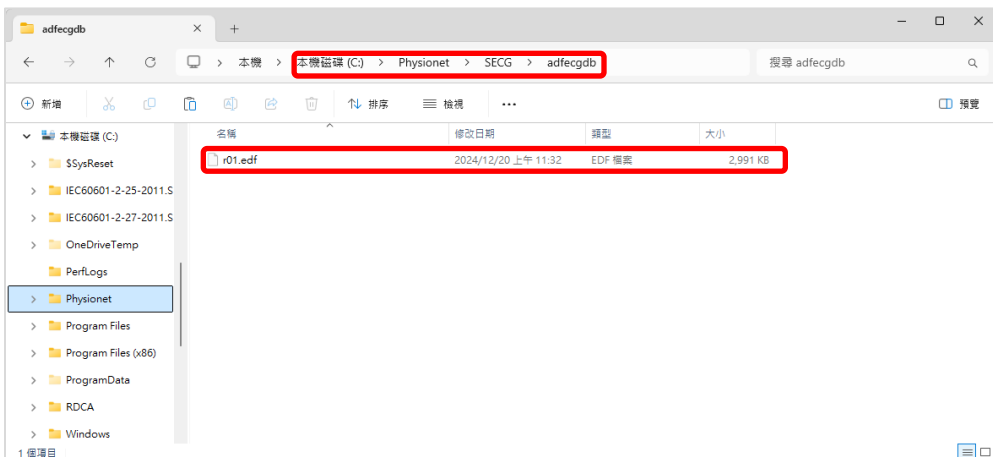 adfecgdb
本機 > 本機磁碟 (C:) > Physionet > SECG > adfecgdb
搜尋 adfecgdb
新增
排序
檢視
...
預覽
本機磁碟 (C:)
名稱 修改日期 類型 大小
$SysReset
r01.edf 2024/12/20 上午 11:32 EDF 檔案 2,991 KB
IEC60601-2-25-2011.S
IEC60601-2-27-2011.S
OneDriveTemp
PerfLogs
Physionet
Program Files
Program Files (x86)
ProgramData
RDCA
Windows
1 個項目